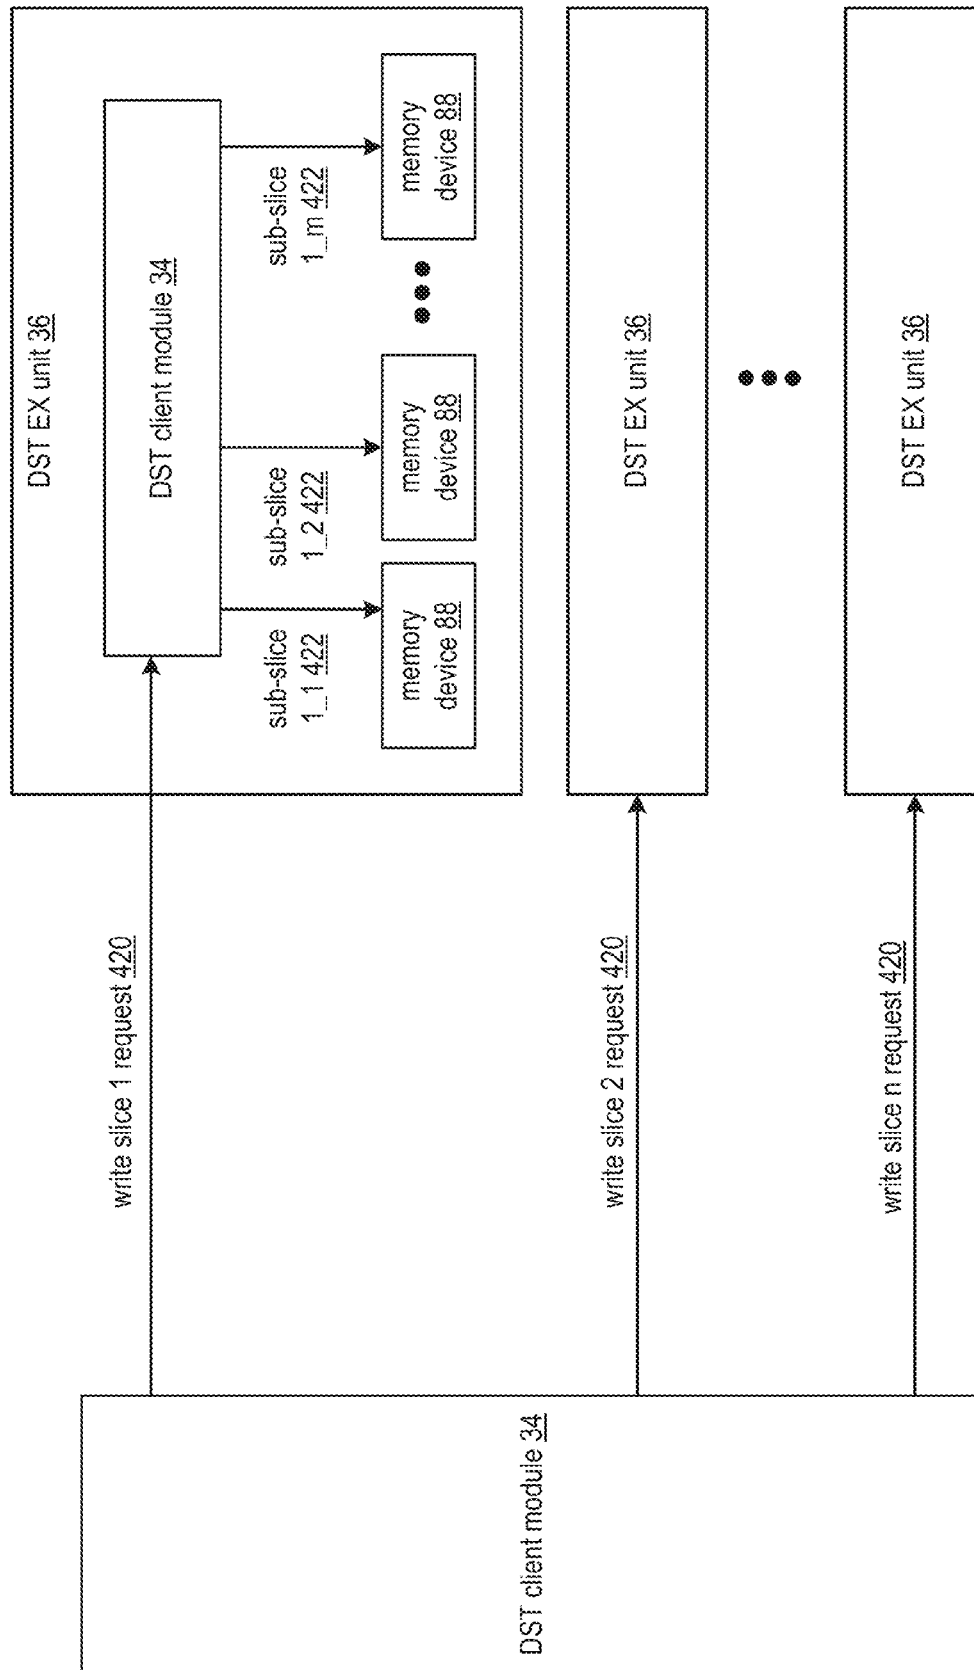 DST client module 34
write slice 1 request 420
write slice 2 request 420
write slice n request 420
DST EX unit 36
DST client module 34
sub-slice
1_1 422
sub-slice
1_2 422
sub-slice
1_m 422
memory
device 88
memory
device 88
memory
device 88
DST EX unit 36
DST EX unit 36